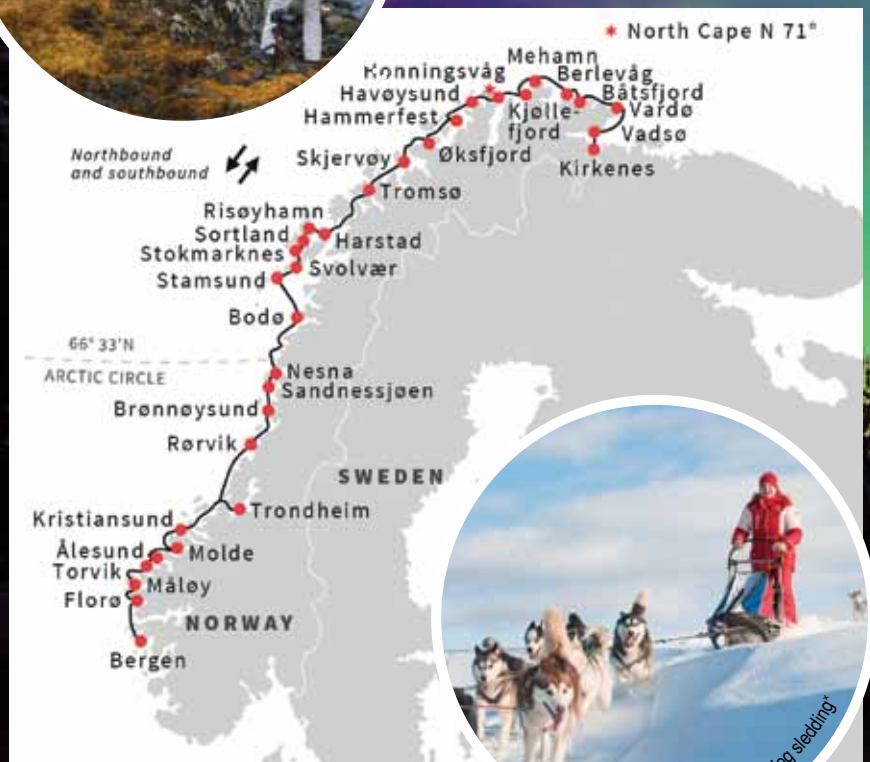 * North Cape N 71°
Mehamn
Honningsvåg
Berlevåg
Havøysund
Båtsfjord
Hammerfest
Kjølle-
fjord
Vardø
Vadsø
Northbound
and southbound
Skjervøy
Øksfjord
Kirkenes
Tromsø
Risøyhamn
Sortland
Harstad
Stokmarknes
Svolvær
Stamsund
Bodø
66° 33'N
ARCTIC CIRCLE
Nesna
Sandnessjøen
Brønnøysund
Rørvik
SWEDEN
Trondheim
Kristiansund
Ålesund
Molde
Torvik
Måløy
Florø
NORWAY
Bergen
sledding*